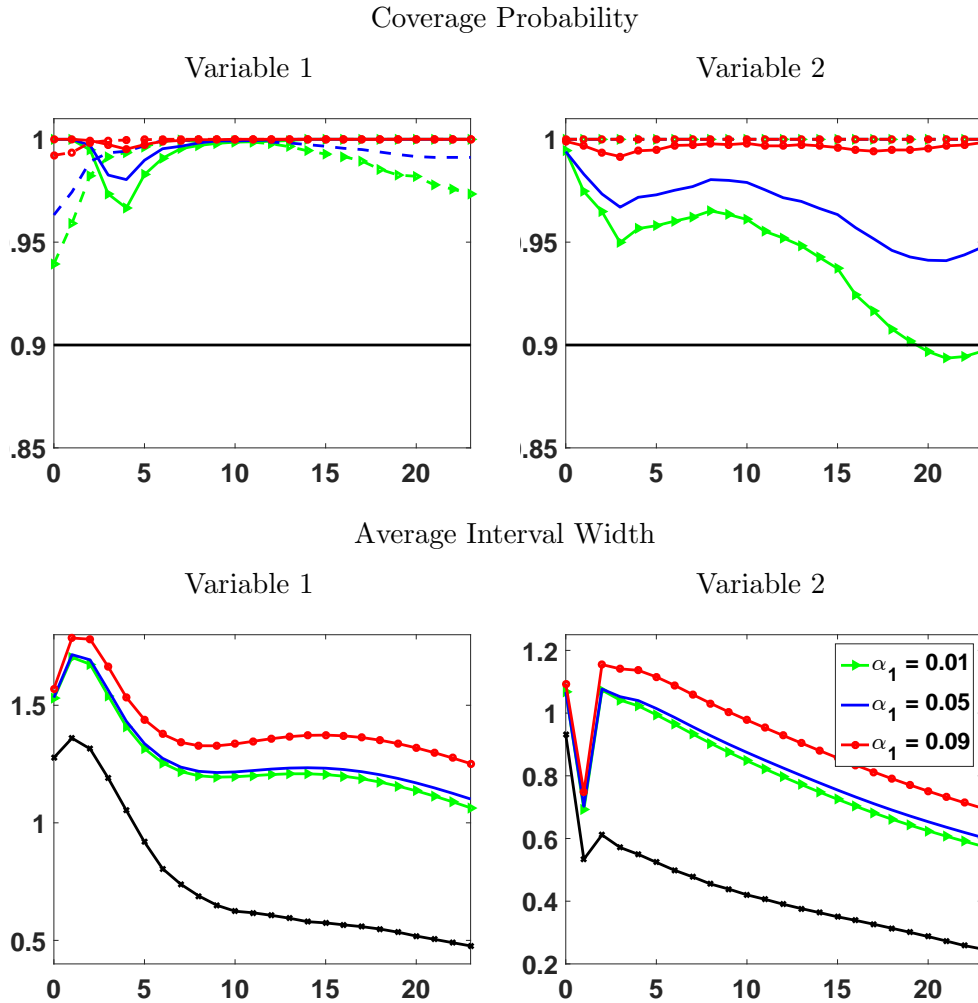 Coverage Probability
Variable 1
Variable 2
1
.95
0.9
.85
0 5 10 15 20
1
.95
0.9
.85
0 5 10 15 20
Average Interval Width
Variable 1
Variable 2
1.5
1
0.5
0 5 10 15 20
1.2
1
0.8
0.6
0.4
0.2
0 5 10 15 20
α1 = 0.01
α1 = 0.05
α1 = 0.09